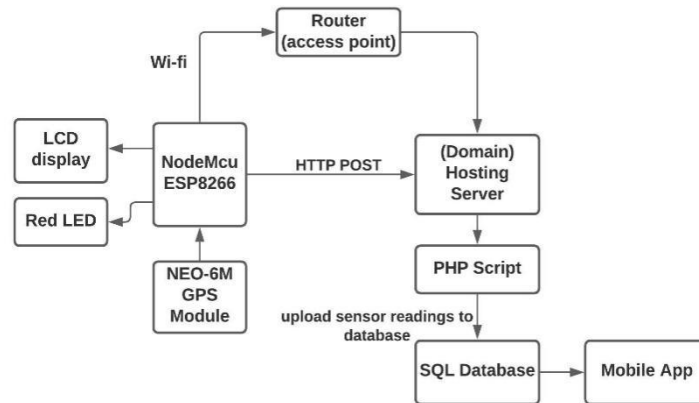 Router
(access point)
Wi-fi
LCD
display
NodeMcu
ESP8266
HTTP POST
(Domain)
Hosting
Server
Red LED
NEO-6M
GPS
Module
PHP Script
upload sensor readings to
database
SQL Database
Mobile App